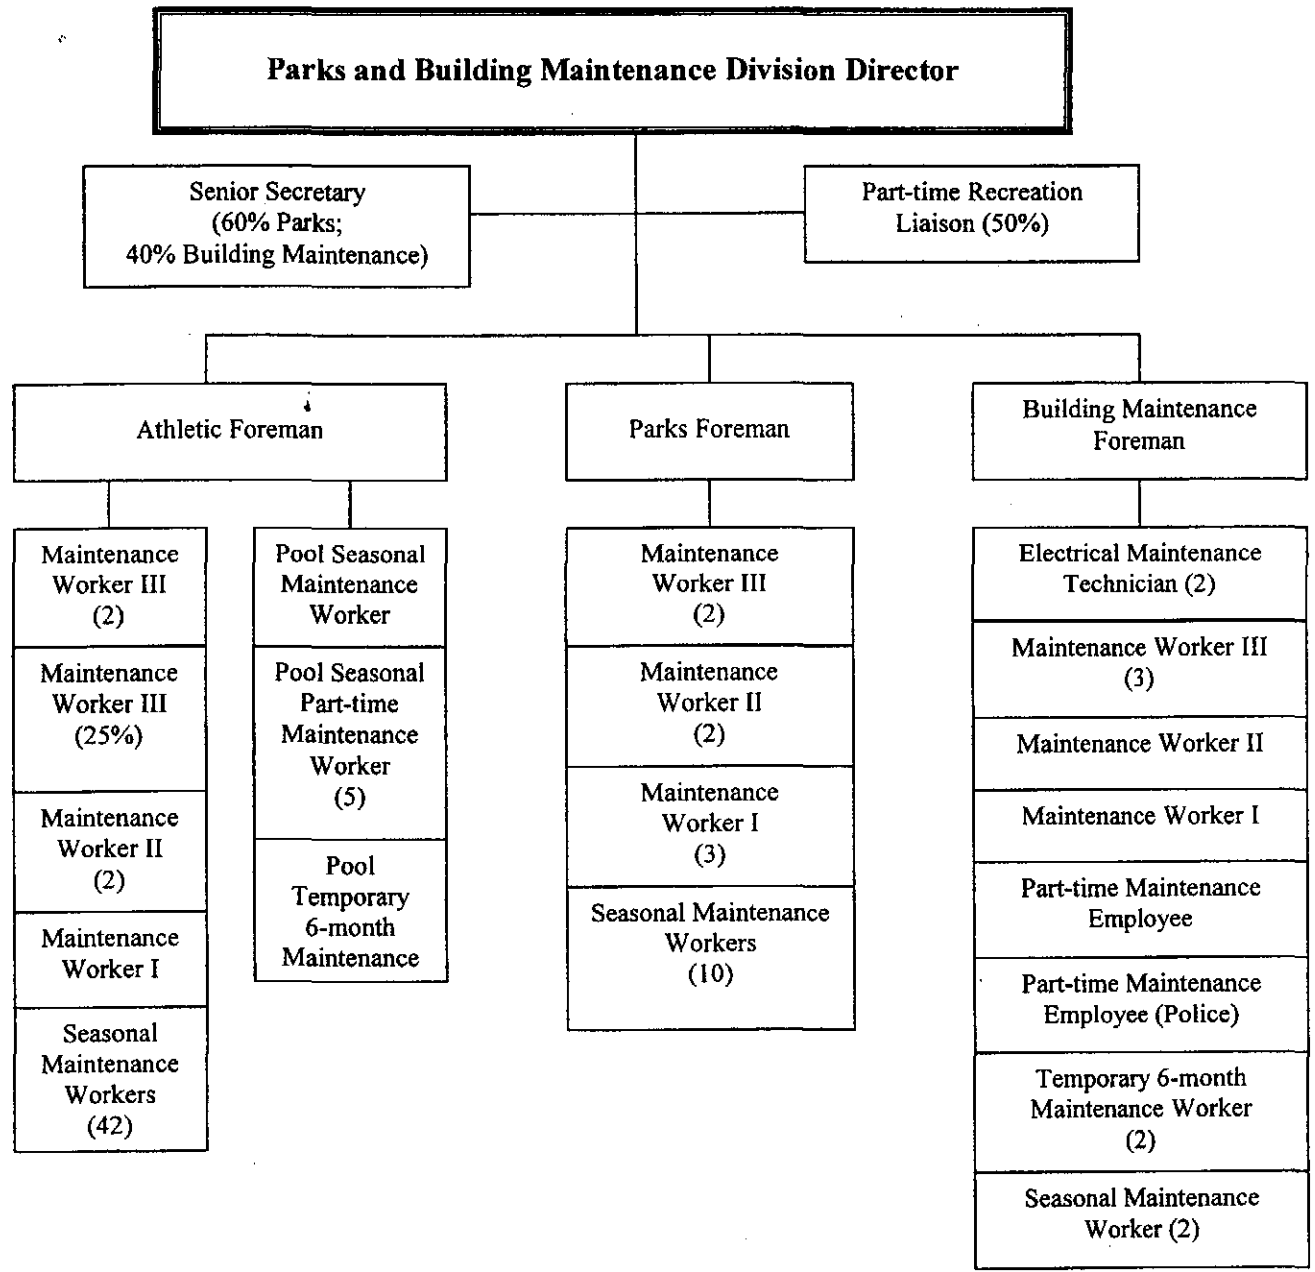 Parks and Building Maintenance Division Director
Senior Secretary
(60% Parks;
40% Building Maintenance)
Part-time Recreation
Liaison (50%)
Athletic Foreman
Parks Foreman
Building Maintenance
Foreman
Maintenance
Worker III
(2)
Maintenance
Worker III
(25%)
Maintenance
Worker II
(2)
Maintenance
Worker I
Seasonal
Maintenance
Workers
(42)
Pool Seasonal
Maintenance
Worker
Pool Seasonal
Part-time
Maintenance
Worker
(5)
Pool
Temporary
6-month
Maintenance
Maintenance
Worker III
(2)
Maintenance
Worker II
(2)
Maintenance
Worker I
(3)
Seasonal Maintenance
Workers
(10)
Electrical Maintenance
Technician (2)
Maintenance Worker III
(3)
Maintenance Worker II
Maintenance Worker I
Part-time Maintenance
Employee
Part-time Maintenance
Employee (Police)
Temporary 6-month
Maintenance Worker
(2)
Seasonal Maintenance
Worker (2)